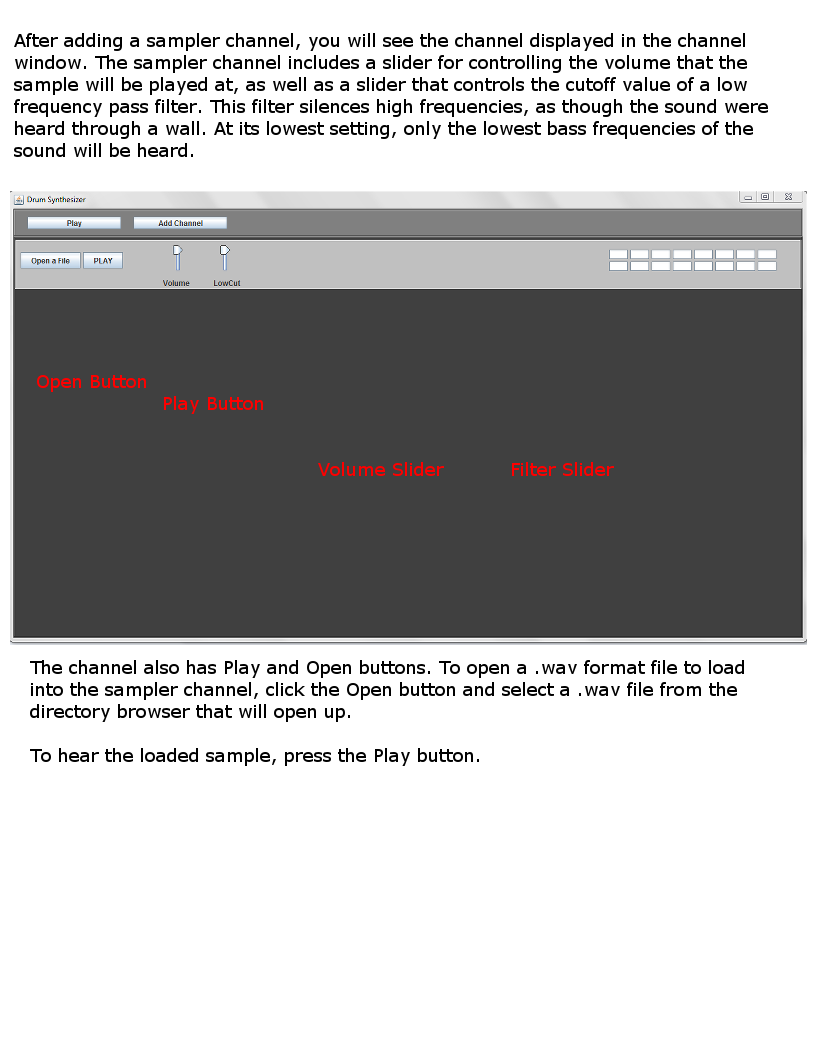 After adding a sampler channel, you will see the channel displayed in the channel
window. The sampler channel includes a slider for controlling the volume that the
sample will be played at, as well as a slider that controls the cutoff value of a low
frequency pass filter. This filter silences high frequencies, as though the sound were
heard through a wall. At its lowest setting, only the lowest bass frequencies of the
sound will be heard.
Drum Synthesizer
Play Add Channel
Open a File PLAY
Volume LowCut
Open Button
Play Button
Volume Slider Filter Slider
The channel also has Play and Open buttons. To open a .wav format file to load
into the sampler channel, click the Open button and select a .wav file from the
directory browser that will open up.
To hear the loaded sample, press the Play button.